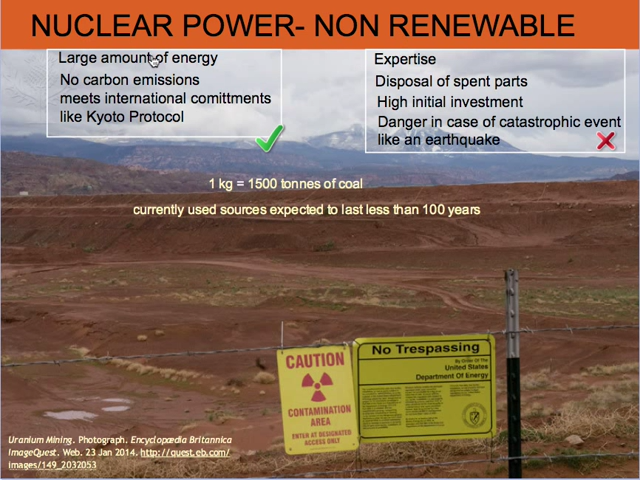 NUCLEAR POWER- NON RENEWABLE
Large amount of energy
No carbon emissions
meets international comittments
like Kyoto Protocol
Expertise
Disposal of spent parts
High initial investment
Danger in case of catastrophic event
like an earthquake
1 kg = 1500 tonnes of coal
currently used sources expected to last less than 100 years
CAUTION
CONTAMINATION
AREA
ENTER AT DESIGNATED
ACCESS ONLY
No Trespassing
By Order Of The
United States
Department Of Energy
Uranium Mining. Photograph. Encyclopædia Britannica
ImageQuest. Web. 23 Jan 2014. http://quest.eb.com/
images/149_2032053